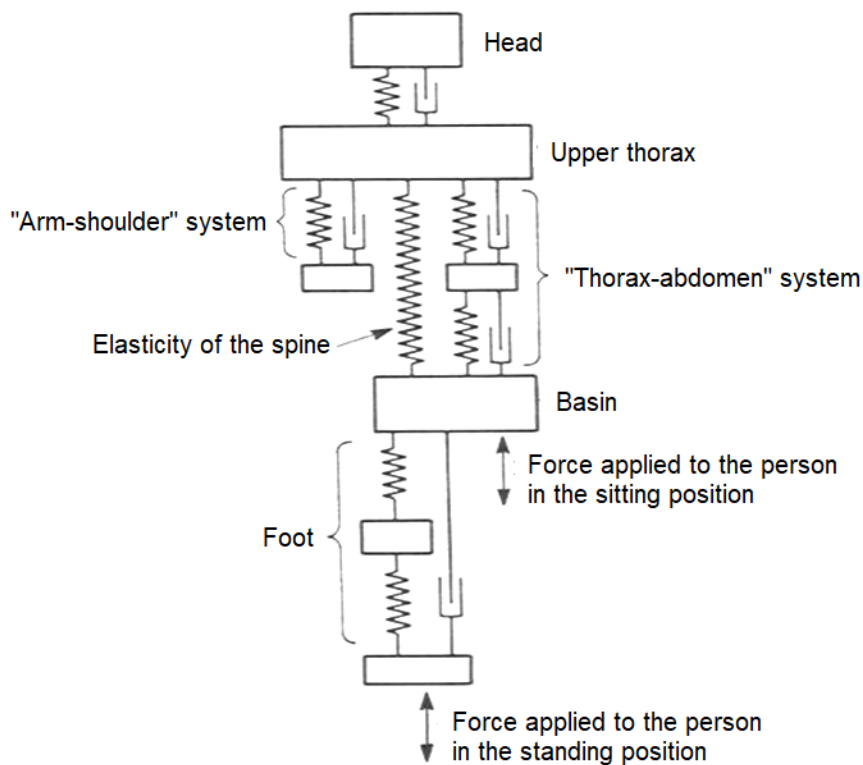 Head
Upper thorax
"Arm-shoulder" system
"Thorax-abdomen" system
Elasticity of the spine
Basin
Force applied to the person
in the sitting position
Foot
Force applied to the person
in the standing position